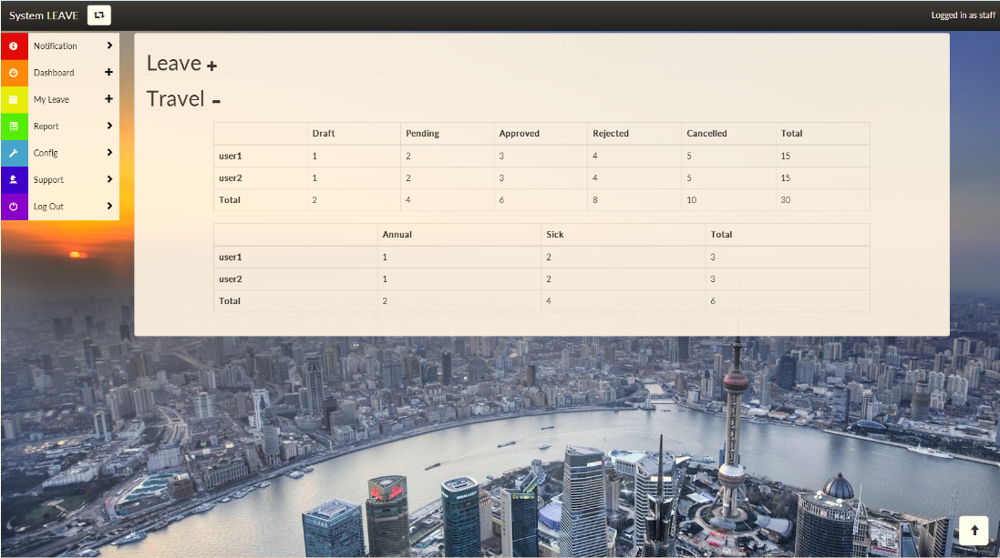 System LEAVE
Logged in as staff
Notification
Dashboard
My Leave
Report
Config
Support
Log Out
Leave +
Travel -
Draft Pending Approved Rejected Cancelled Total
user1 1 2 3 4 5 15
user2 1 2 3 4 5 15
Total 2 4 6 8 10 30
Annual Sick Total
user1 1 2 3
user2 1 2 3
Total 2 4 6